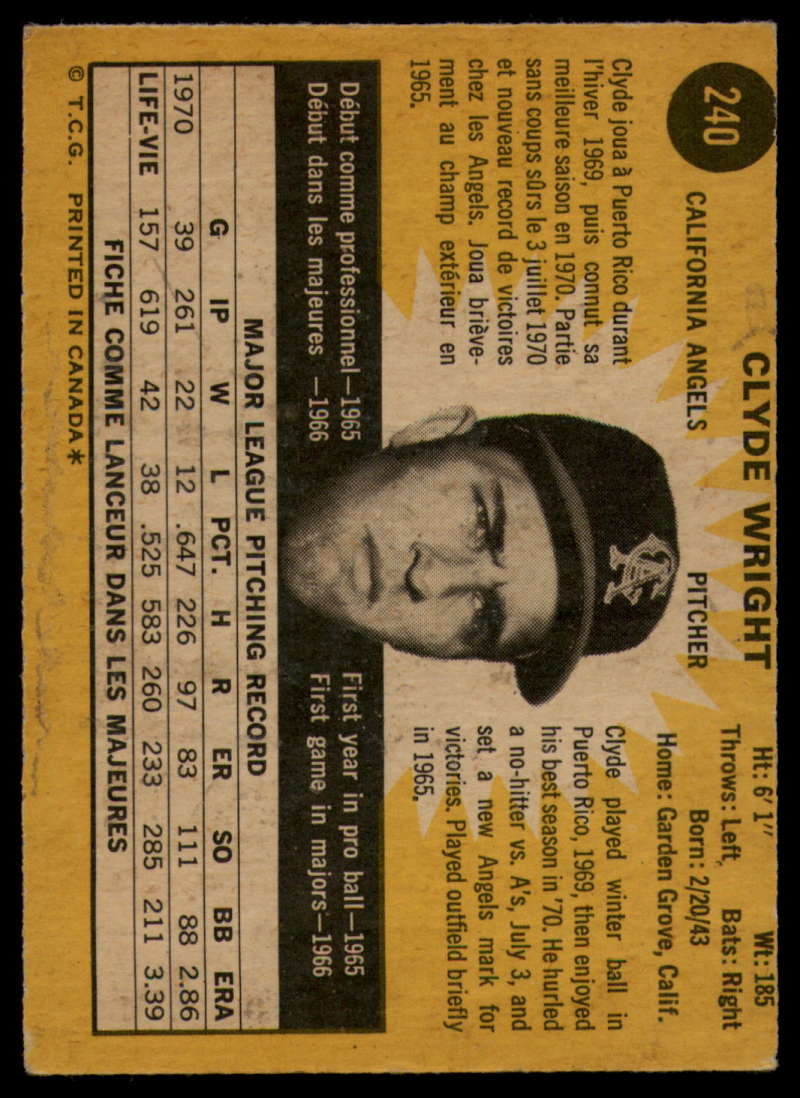 240
CLYDE WRIGHT
Ht: 6' 1" Wt: 185
CALIFORNIA ANGELS PITCHER
Throws: Left, Bats: Right
Born: 2/20/43
Home: Garden Grove, Calif.
Clyde joua à Puerto Rico durant
l'hiver 1969, puis connut sa
meilleure saison en 1970. Partie
sans coups sûrs le 3 juillet 1970
et nouveau record de victoires
chez les Angels. Joua briève-
ment au champ extérieur en
1965.
CA
Clyde played winter ball in
Puerto Rico, 1969, then enjoyed
his best season in '70. He hurled
a no-hitter vs. A's, July 3, and
set a new Angels mark for
victories. Played outfield briefly
in 1965.
Début comme professionnel—1965
Début dans les majeures —1966
First year in pro ball—1965
First game in majors—1966
MAJOR LEAGUE PITCHING RECORD
G IP W L PCT. H R ER SO BB ERA
1970 39 261 22 12 .647 226 97 83 111 88 2.86
LIFE-VIE 157 619 42 38 .525 583 260 233 285 211 3.39
FICHE COMME LANCEUR DANS LES MAJEURES
© T.C.G. PRINTED IN CANADA*